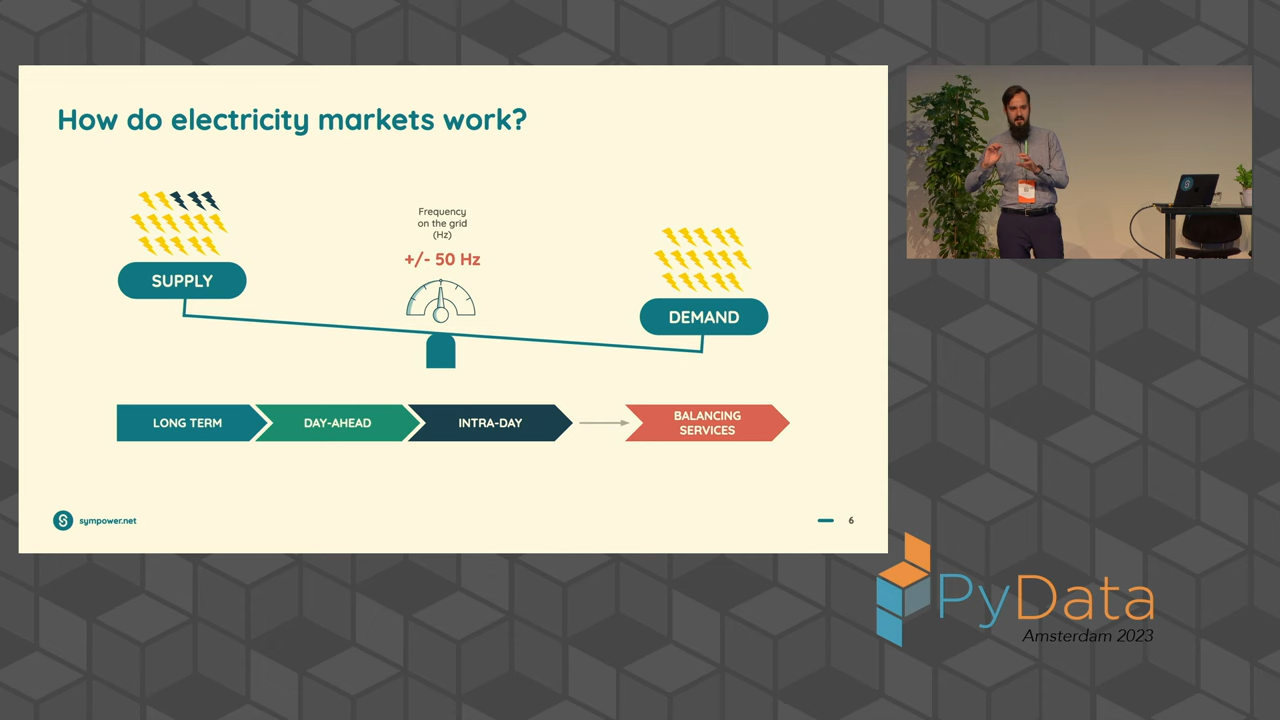 How do electricity markets work?
Frequency
on the grid
(Hz)
+/- 50 Hz
SUPPLY
DEMAND
LONG TERM
DAY-AHEAD
INTRA-DAY
BALANCING
SERVICES
sympower.net
6
PyData
Amsterdam 2023